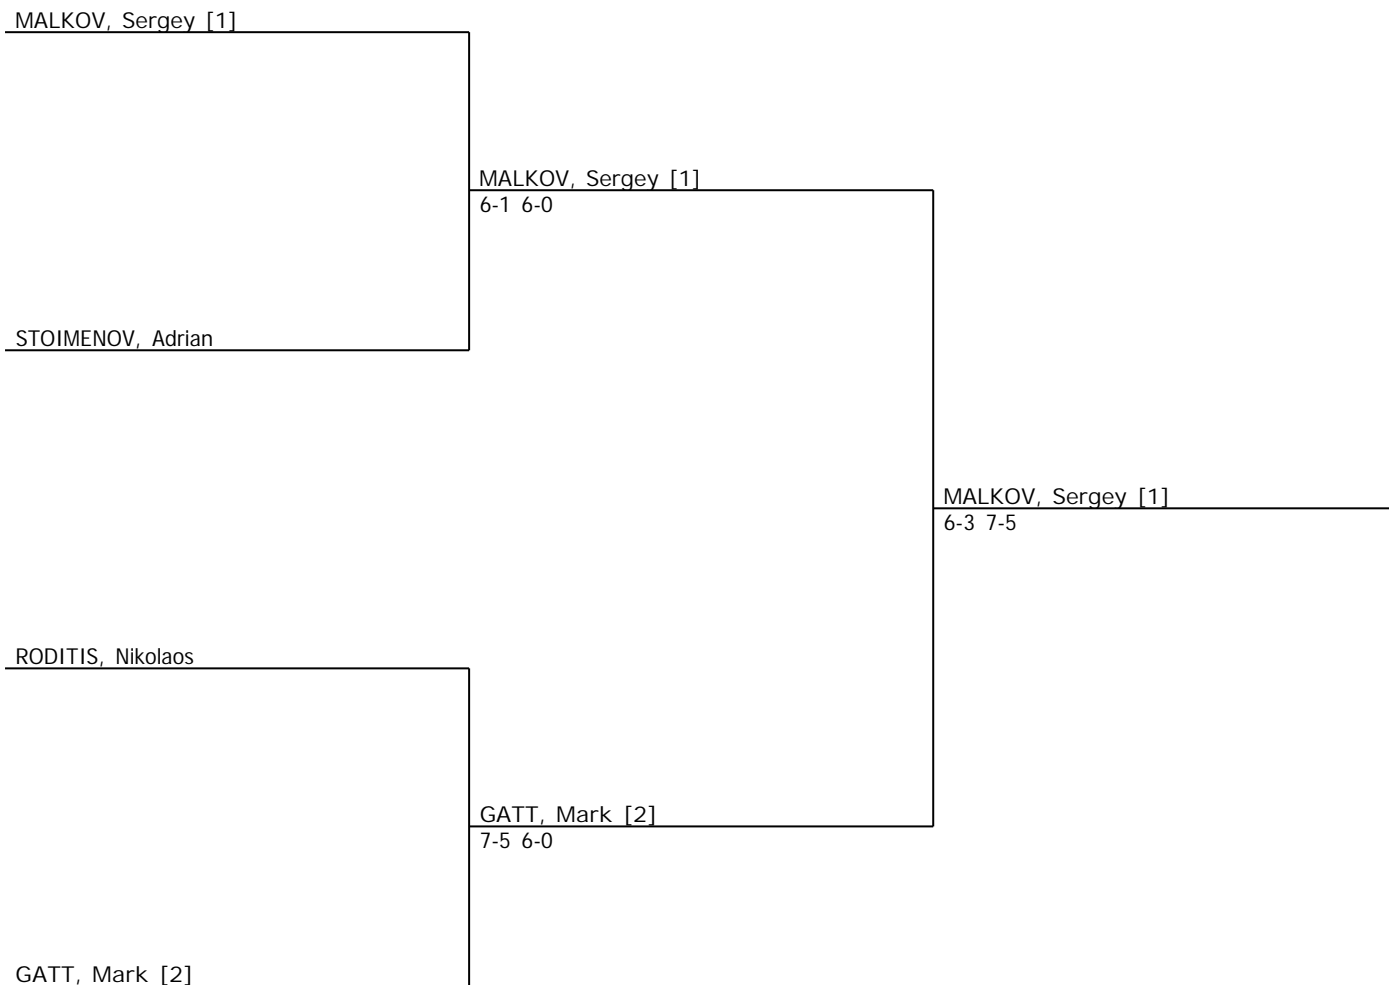 MALKOV, Sergey [1]
MALKOV, Sergey [1]
6-1 6-0
STOIMENOV, Adrian
MALKOV, Sergey [1]
6-3 7-5
RODITIS, Nikolaos
GATT, Mark [2]
7-5 6-0
GATT, Mark [2]